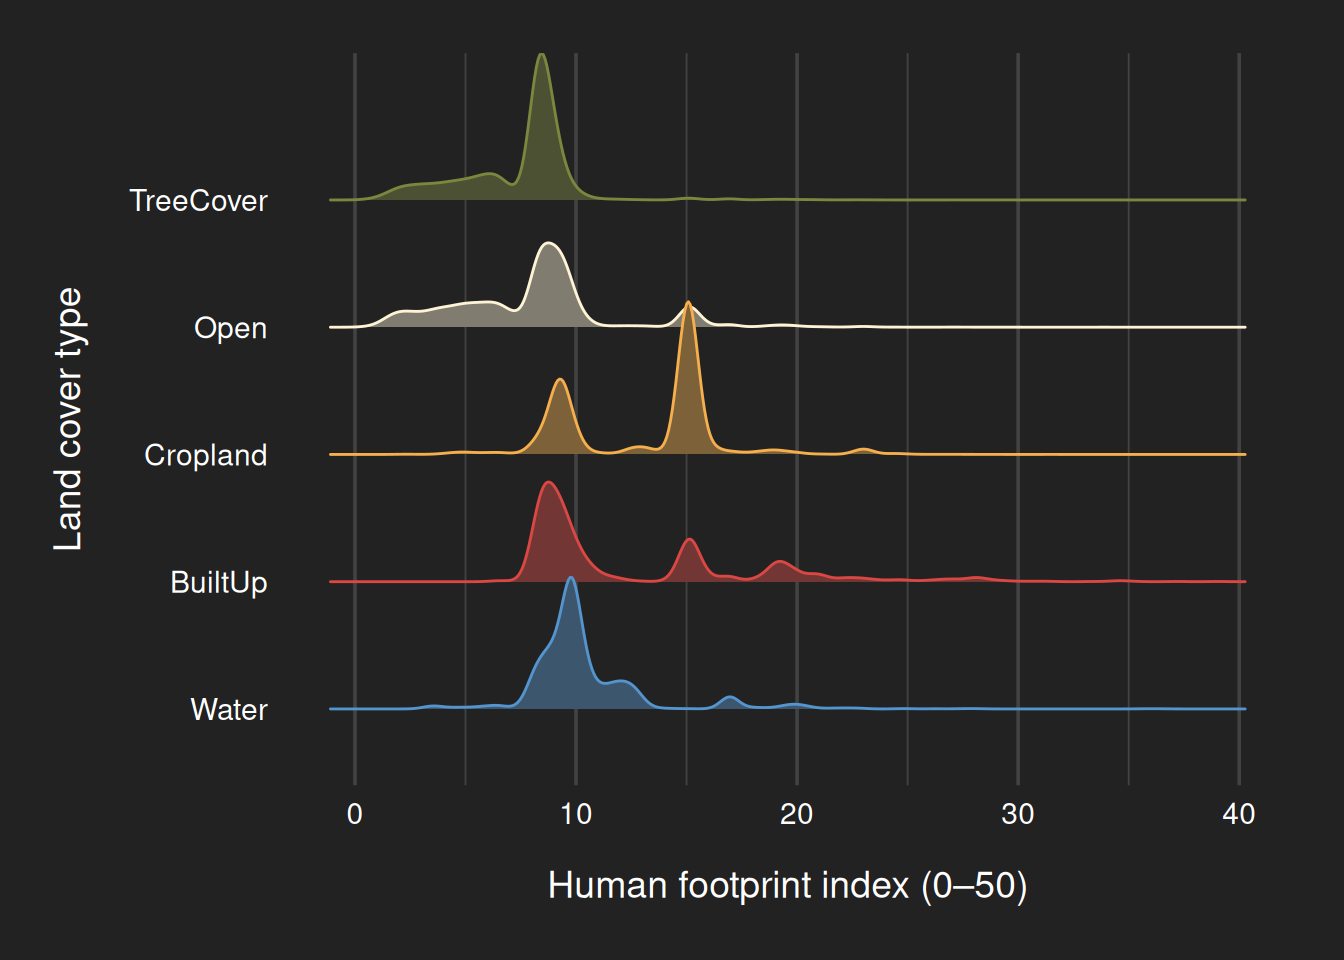 Land cover type
TreeCover
Open
Cropland
BuiltUp
Water
0 10 20 30 40
Human footprint index (0–50)